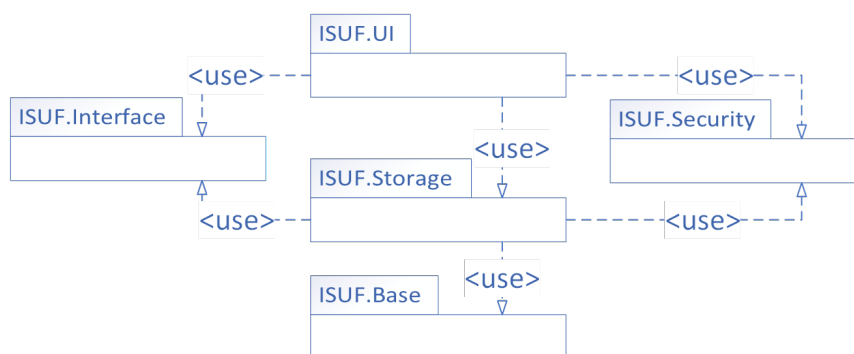 ISUF.UI
<use>
<use>
ISUF.Interface
ISUF.Security
<use>
ISUF.Storage
<use>
<use>
<use>
ISUF.Base